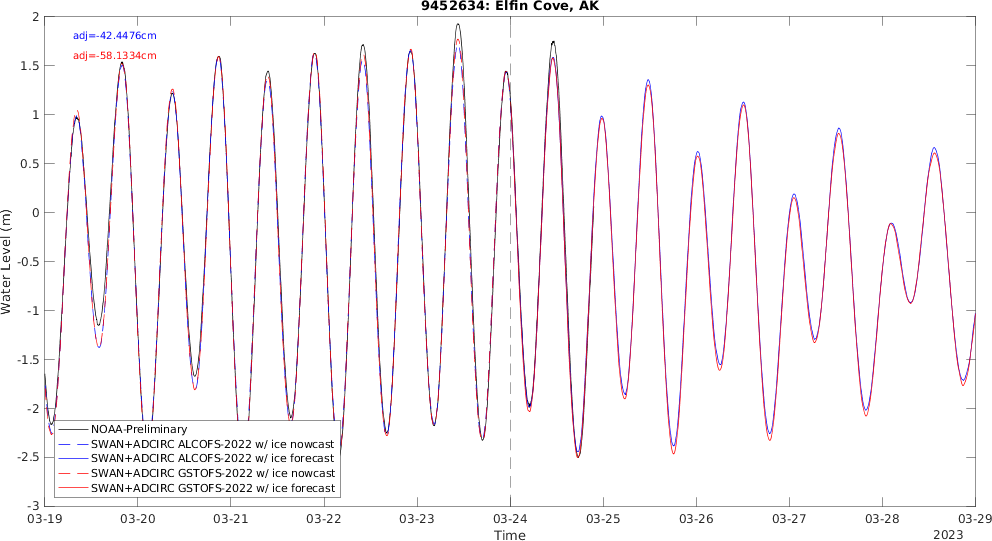 9452634: Elfin Cove, AK
adj=-42.4476cm
adj=-58.1334cm
Water Level (m)
2
1.5
1
0.5
0
-0.5
-1
-1.5
-2
-2.5
-3
NOAA-Preliminary
SWAN+ADCIRC ALCOFS-2022 w/ ice nowcast
SWAN+ADCIRC ALCOFS-2022 w/ ice forecast
SWAN+ADCIRC GSTOFS-2022 w/ ice nowcast
SWAN+ADCIRC GSTOFS-2022 w/ ice forecast
03-19 03-20 03-21 03-22 03-23 03-24 03-25 03-26 03-27 03-28 03-29
Time
2023